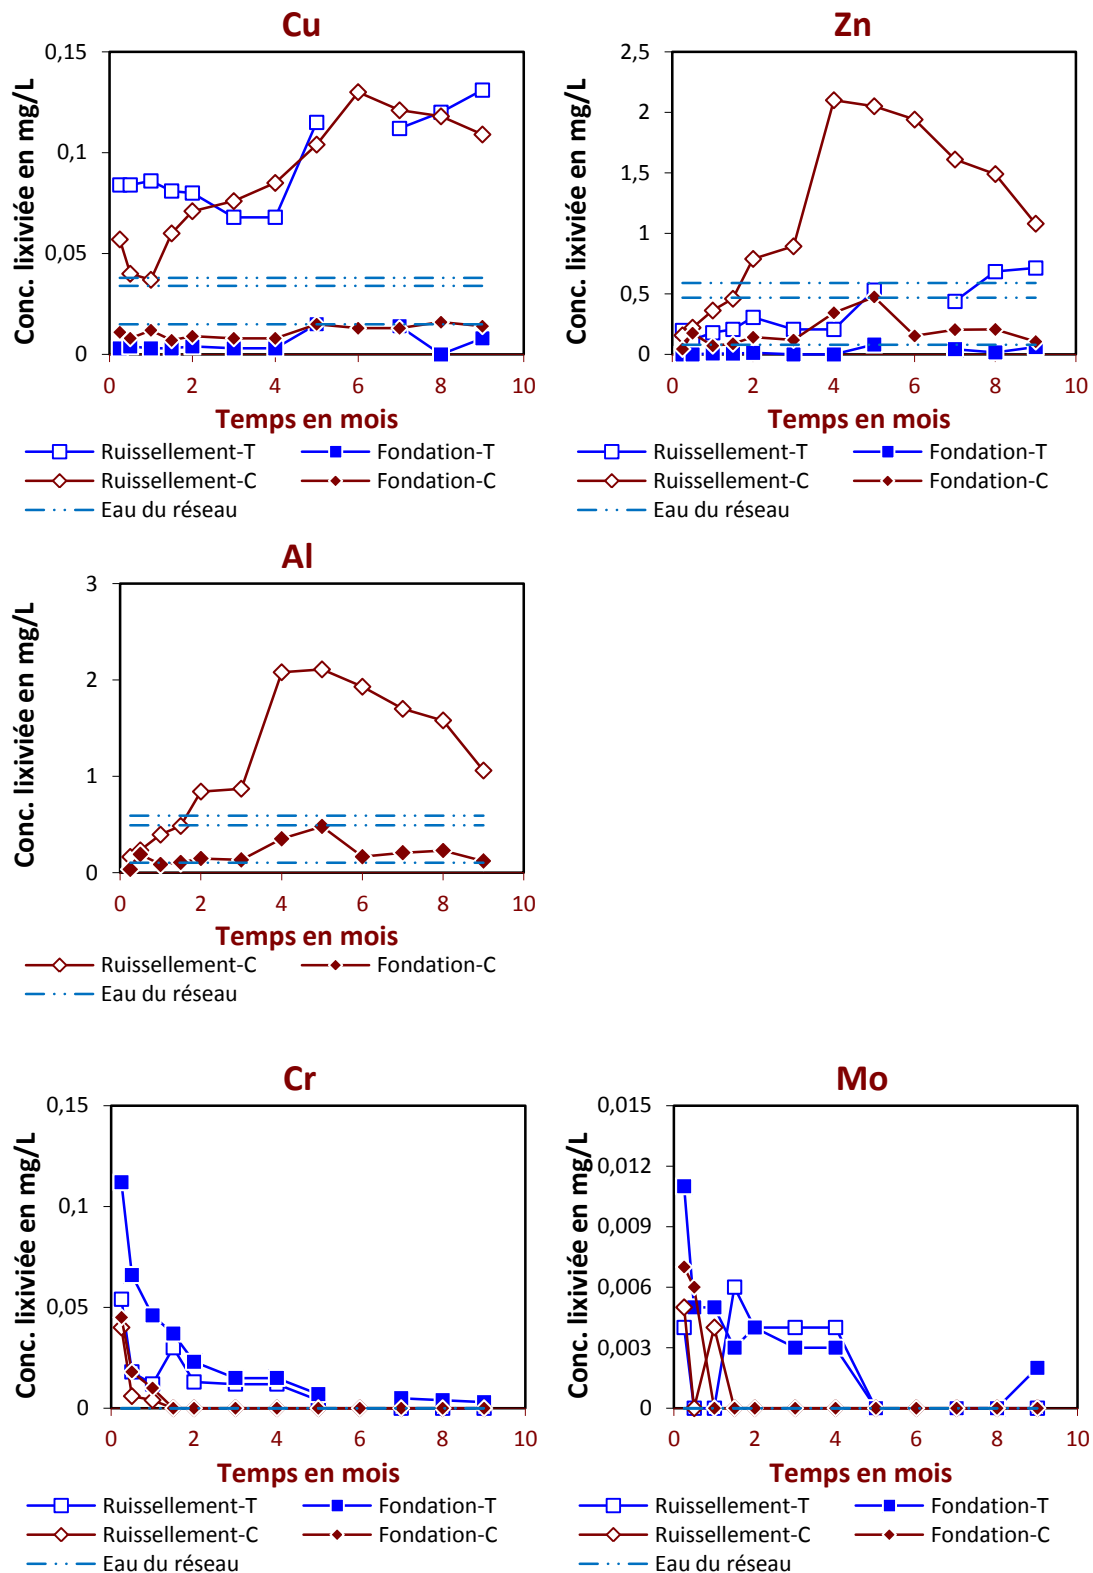 Cu
Conc. lixiviée en mg/L
0,15
0,1
0,05
0
0 2 4 6 8 10
Temps en mois
Ruissellement-T Fondation-T
Ruissellement-C Fondation-C
Eau du réseau
Zn
Conc. lixiviée en mg/L
2,5
2
1,5
1
0,5
0
0 2 4 6 8 10
Temps en mois
Ruissellement-T Fondation-T
Ruissellement-C Fondation-C
Eau du réseau
Al
Conc. lixiviée en mg/L
3
2
1
0
0 2 4 6 8 10
Temps en mois
Ruissellement-C Fondation-C
Eau du réseau
Cr
Conc. lixiviée en mg/L
0,15
0,1
0,05
0
0 2 4 6 8 10
Temps en mois
Ruissellement-T Fondation-T
Ruissellement-C Fondation-C
Eau du réseau
Mo
Conc. lixiviée en mg/L
0,015
0,012
0,009
0,006
0,003
0
0 2 4 6 8 10
Temps en mois
Ruissellement-T Fondation-T
Ruissellement-C Fondation-C
Eau du réseau